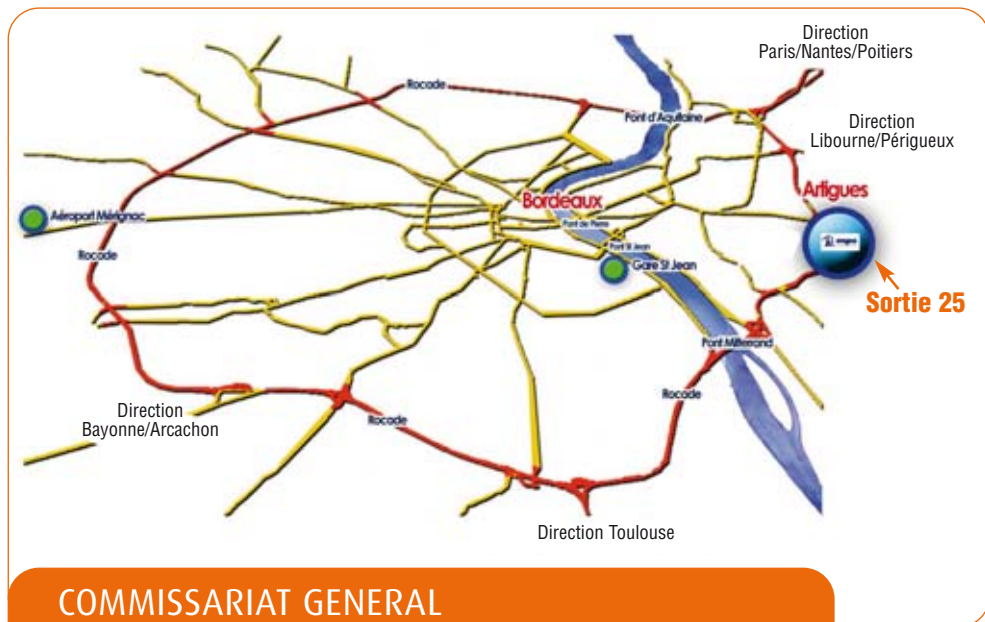 Direction
Paris/Nantes/Poitiers
Rocade
Pont d'Aquitaine
Direction
Libourne/Périgueux
Artigues
Bordeaux
Aéroport Mérignac
Pont de Pierre
Pont St Jean
Rocade
Gare St Jean
Sortie 25
Pont Mitterrand
Rocade
Direction
Bayonne/Arcachon
Rocade
Direction Toulouse
COMMISSARIAT GENERAL